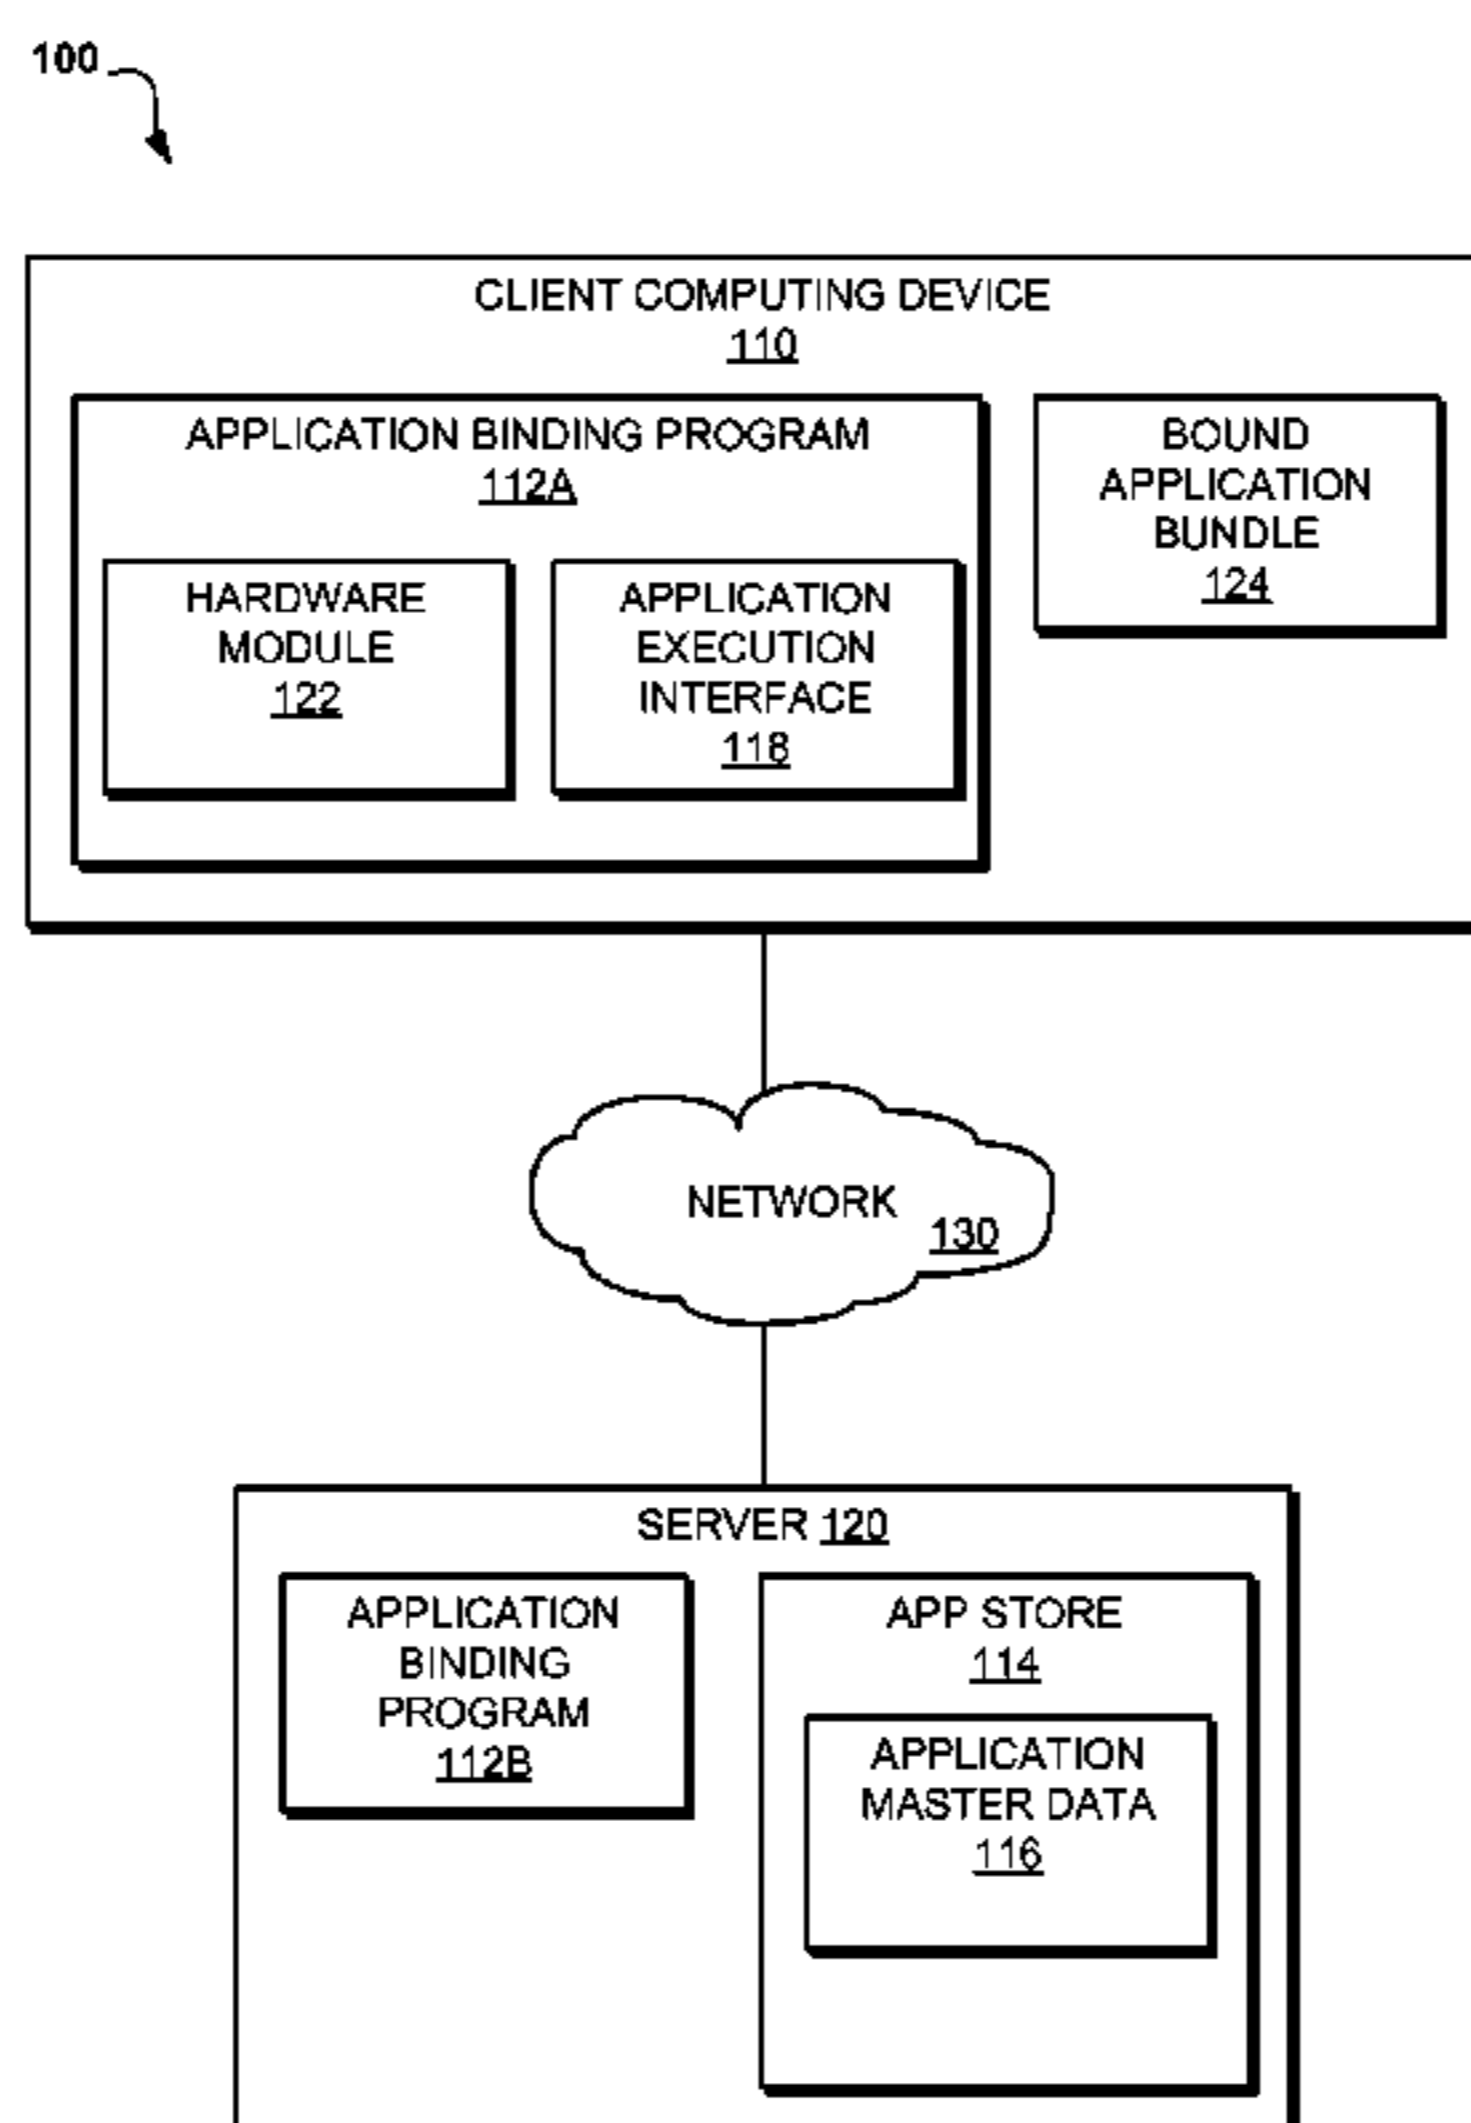 100
CLIENT COMPUTING DEVICE
110
APPLICATION BINDING PROGRAM
112A
HARDWARE
MODULE
122
APPLICATION
EXECUTION
INTERFACE
118
BOUND
APPLICATION
BUNDLE
124
NETWORK
130
SERVER 120
APPLICATION
BINDING
PROGRAM
112B
APP STORE
114
APPLICATION
MASTER DATA
116